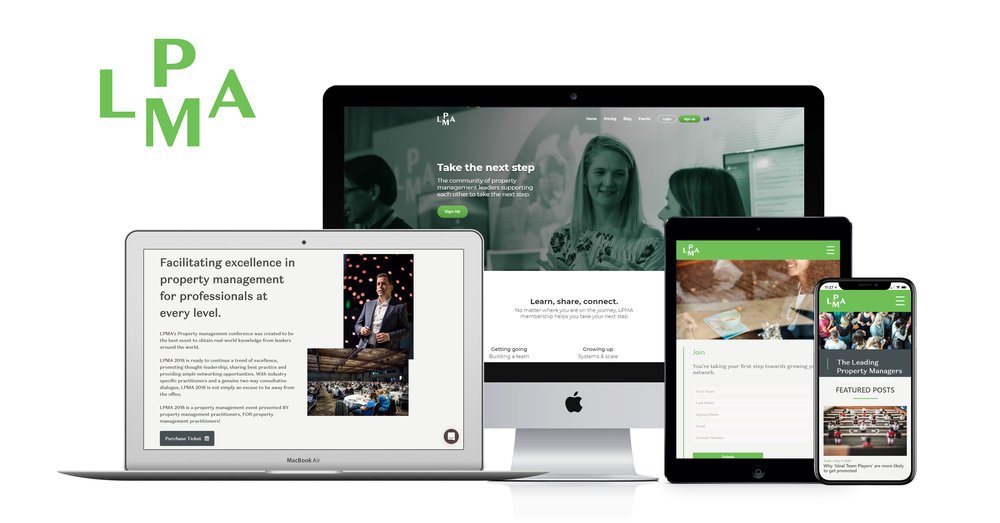 P
L A
M
P
L A
M
Home Pricing Blog Events Login Sign up
Take the next step
The community of property
management leaders supporting
each other to take the next step.
Sign Up
Learn, share, connect.
No matter where you are on the journey, LPMA
membership helps you take your next step
Getting going
Building a team
Growing up
Systems & scale
Facilitating excellence in
property management
for professionals at
every level.
LPMA's Property management conference was created to be
the best event to obtain real-world knowledge from leaders
around the world.
LPMA 2018 is ready to continue a trend of excellence,
promoting thought-leadership, sharing best practice and
providing ample networking opportunities. With industry
specific practitioners and a genuine two-way consultative
dialogue, LPMA 2018 is not simply an excuse to be away from
the office.
LPMA 2018 is a property management event presented BY
property management practitioners, FOR property
management practitioners!
Purchase Ticket
MacBook Air
P
L A
M
Join
You're taking your first step towards growing you
network.
First Name
Last Name
Agency Name
Email
Contact Number
Submit
11:27
P
L A
M
The Leading
Property Managers
FEATURED POSTS
Why 'Ideal Team Players' are more likely
to get promoted